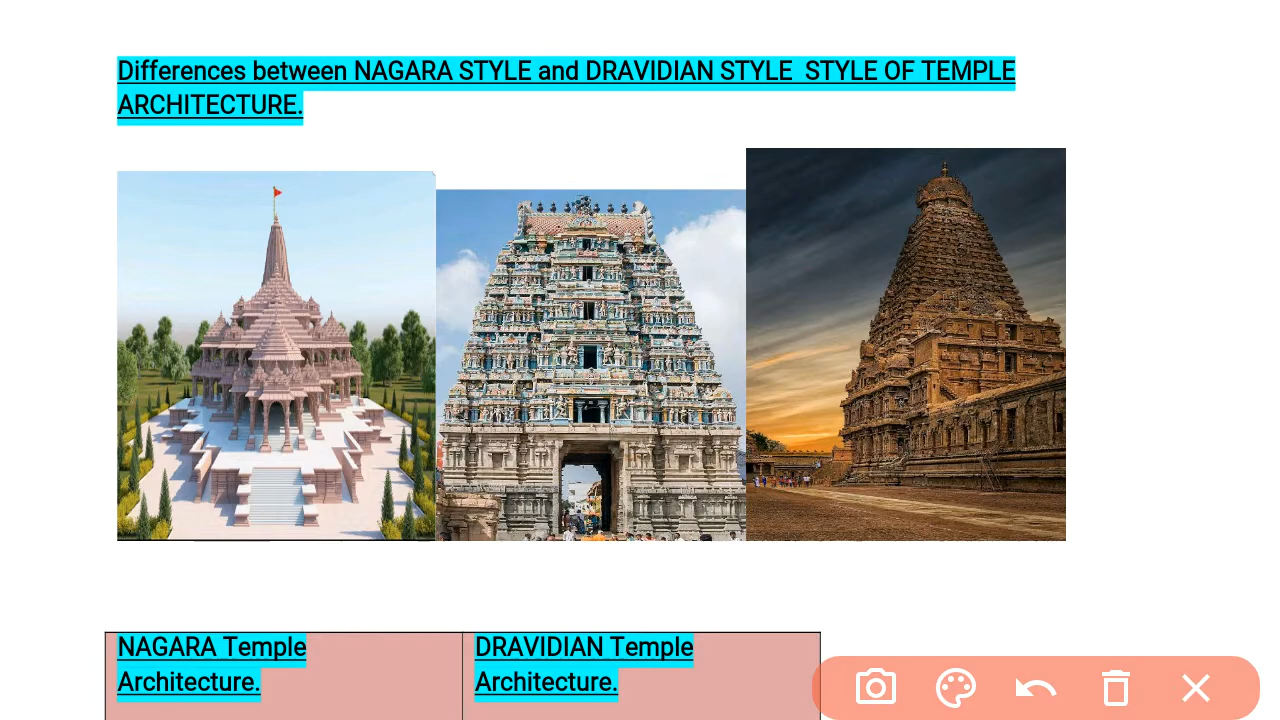 Differences between NAGARA STYLE and DRAVIDIAN STYLE  STYLE OF TEMPLE
ARCHITECTURE.
NAGARA Temple
Architecture.
DRAVIDIAN Temple
Architecture.